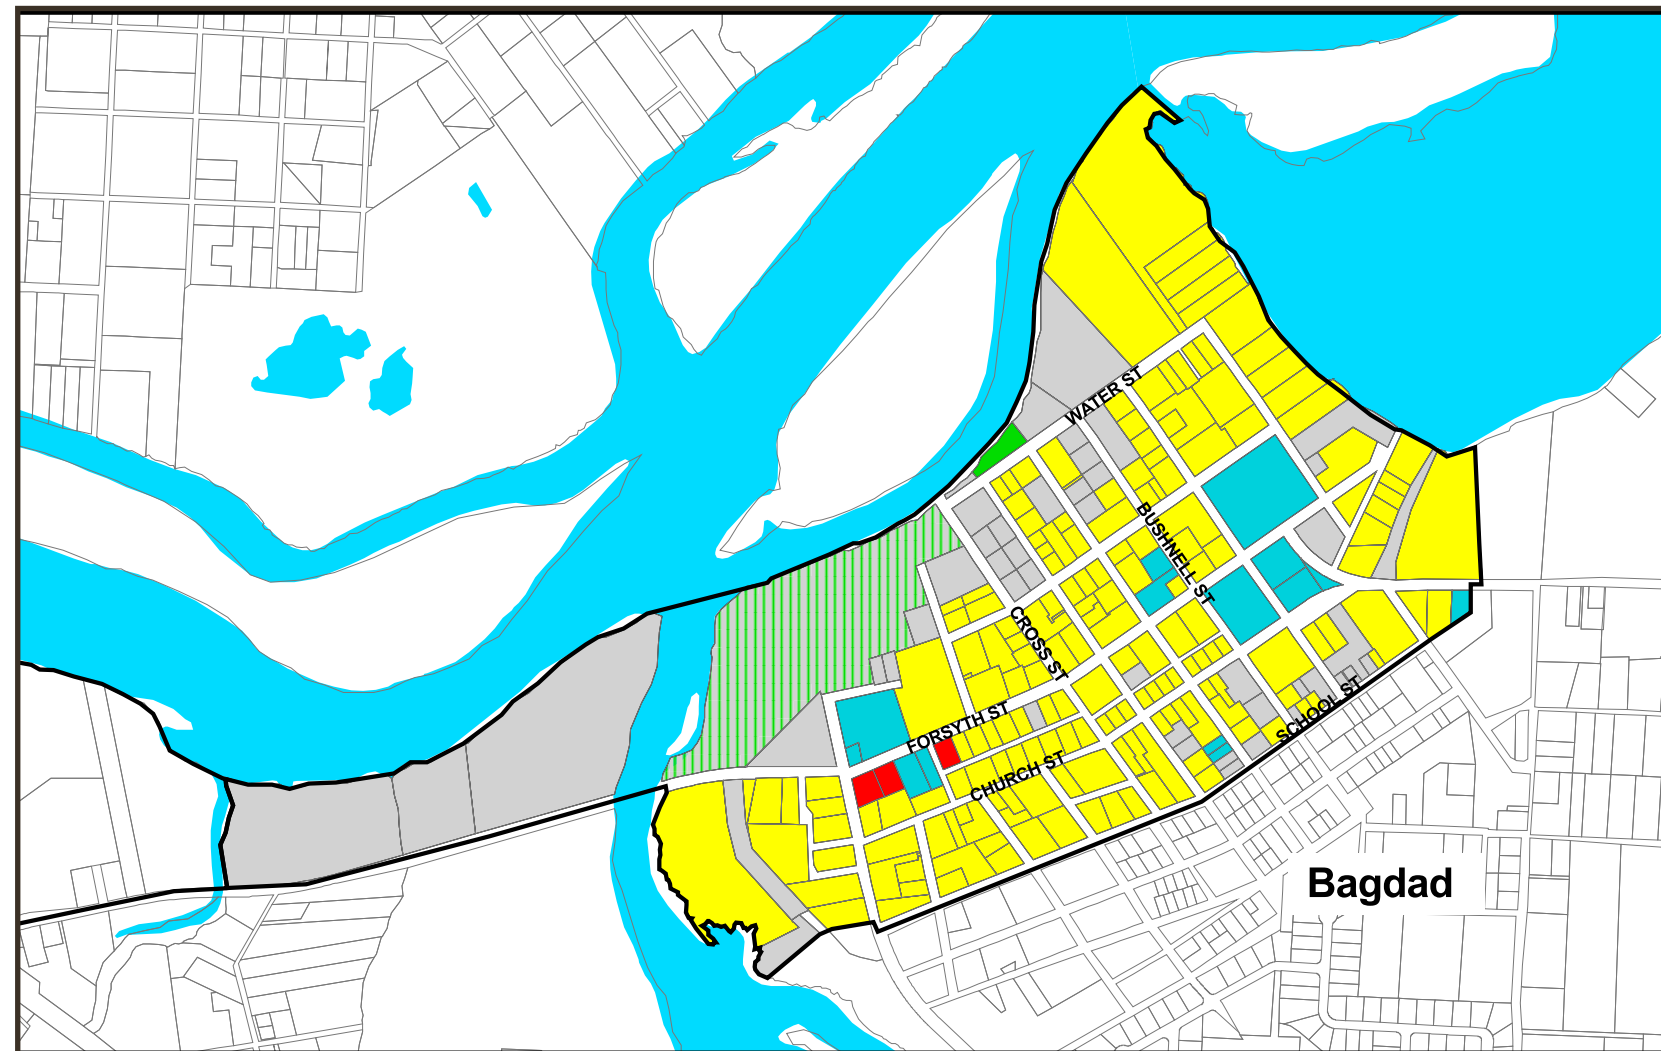 WATER ST
BUSHNELL ST
CROSS ST
FORSYTH ST
SCHOOL ST
CHURCH ST
Bagdad